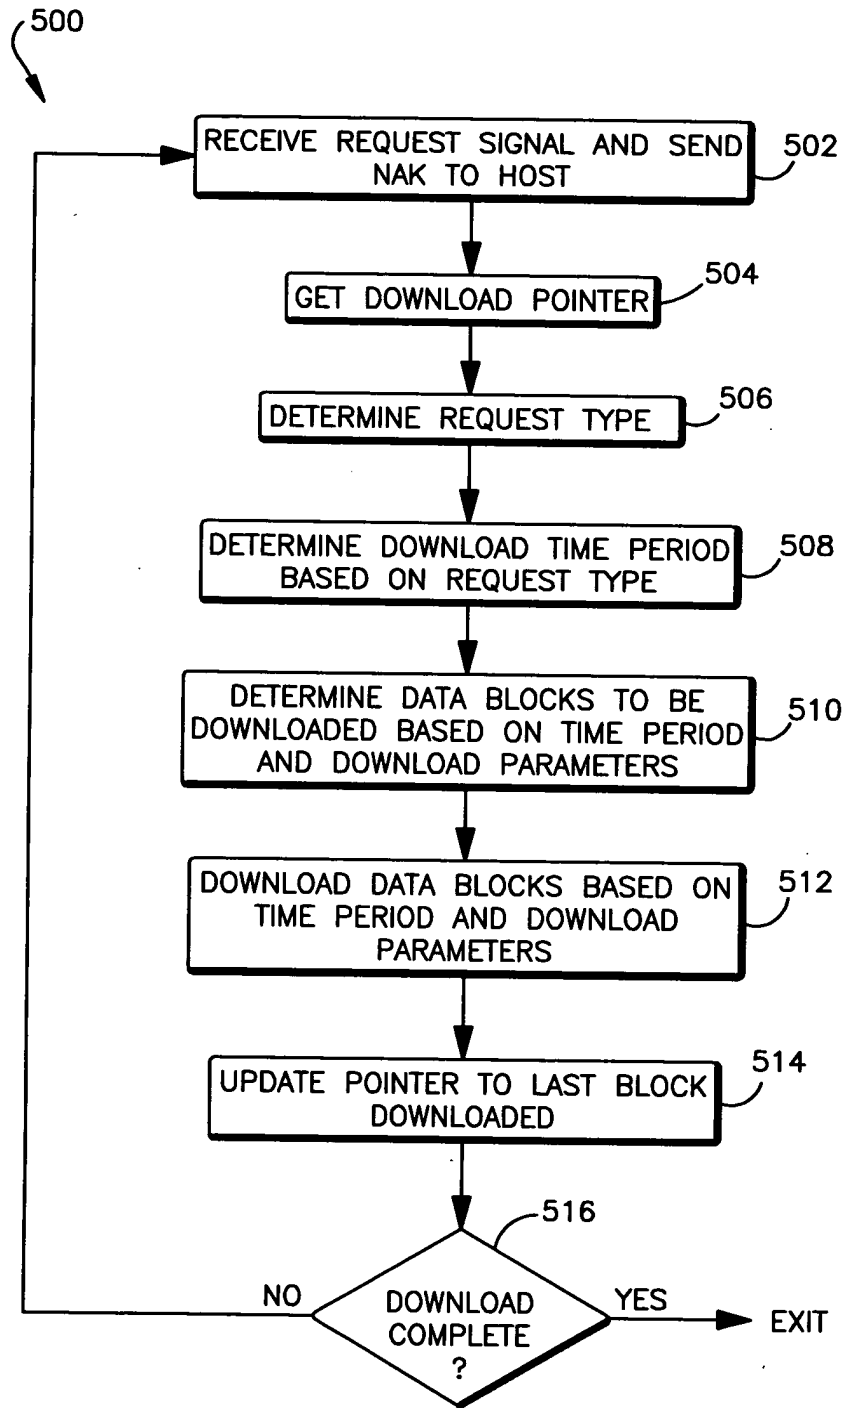 500
RECEIVE REQUEST SIGNAL AND SEND
NAK TO HOST
502
GET DOWNLOAD POINTER
504
DETERMINE REQUEST TYPE
506
DETERMINE DOWNLOAD TIME PERIOD
BASED ON REQUEST TYPE
508
DETERMINE DATA BLOCKS TO BE
DOWNLOADED BASED ON TIME PERIOD
AND DOWNLOAD PARAMETERS
510
DOWNLOAD DATA BLOCKS BASED ON
TIME PERIOD AND DOWNLOAD
PARAMETERS
512
UPDATE POINTER TO LAST BLOCK
DOWNLOADED
514
516
NO
DOWNLOAD
COMPLETE
?
YES
EXIT